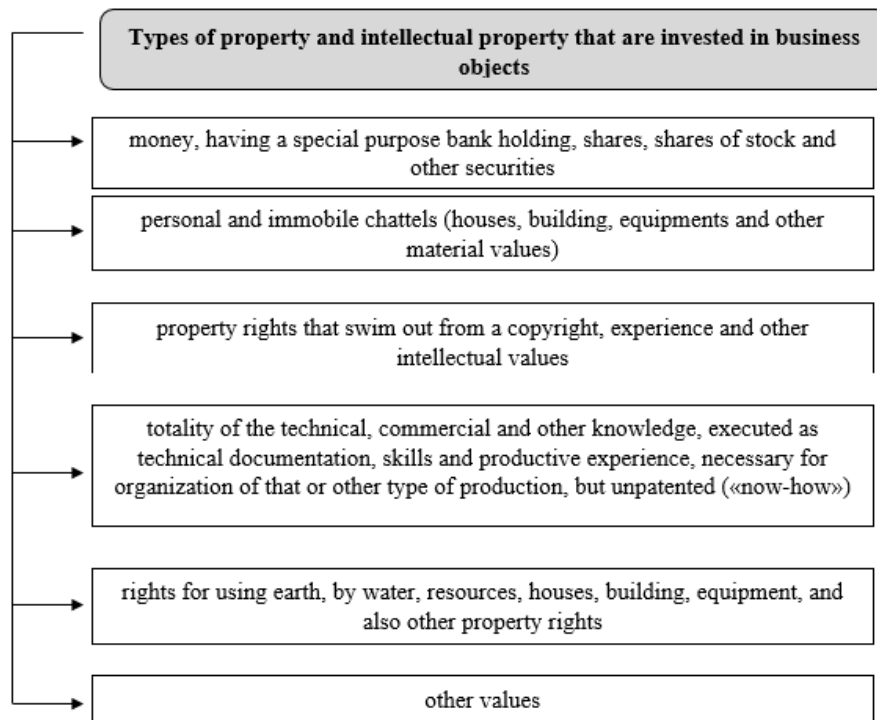 Types of property and intellectual property that are invested in business
objects
money, having a special purpose bank holding, shares, shares of stock and
other securities
personal and immobile chattels (houses, building, equipments and other
material values)
property rights that swim out from a copyright, experience and other
intellectual values
totality of the technical, commercial and other knowledge, executed as
technical documentation, skills and productive experience, necessary for
organization of that or other type of production, but unpatented («now-how»)
rights for using earth, by water, resources, houses, building, equipment, and
also other property rights
other values